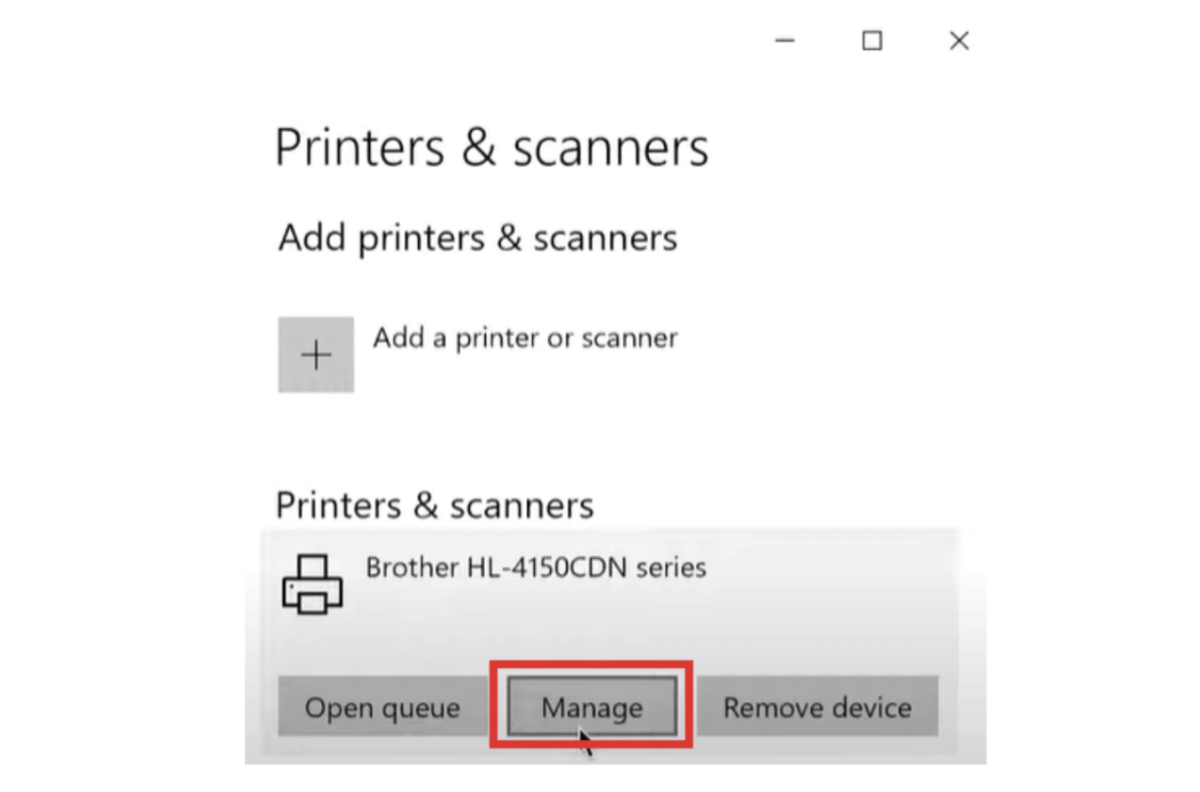 Printers & scanners
Add printers & scanners
Add a printer or scanner
Printers & scanners
Brother HL-4150CDN series
Open queue Manage Remove device